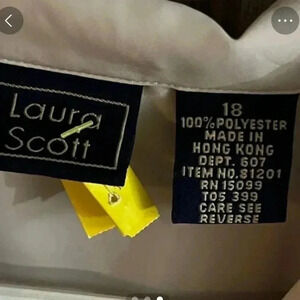 Laura
Scott
18
100% POLYESTER
MADE IN
HONG KONG
DEPT. 607
ITEM NO. 81201
RN 15099
T05 399
CARE SEE
REVERSE